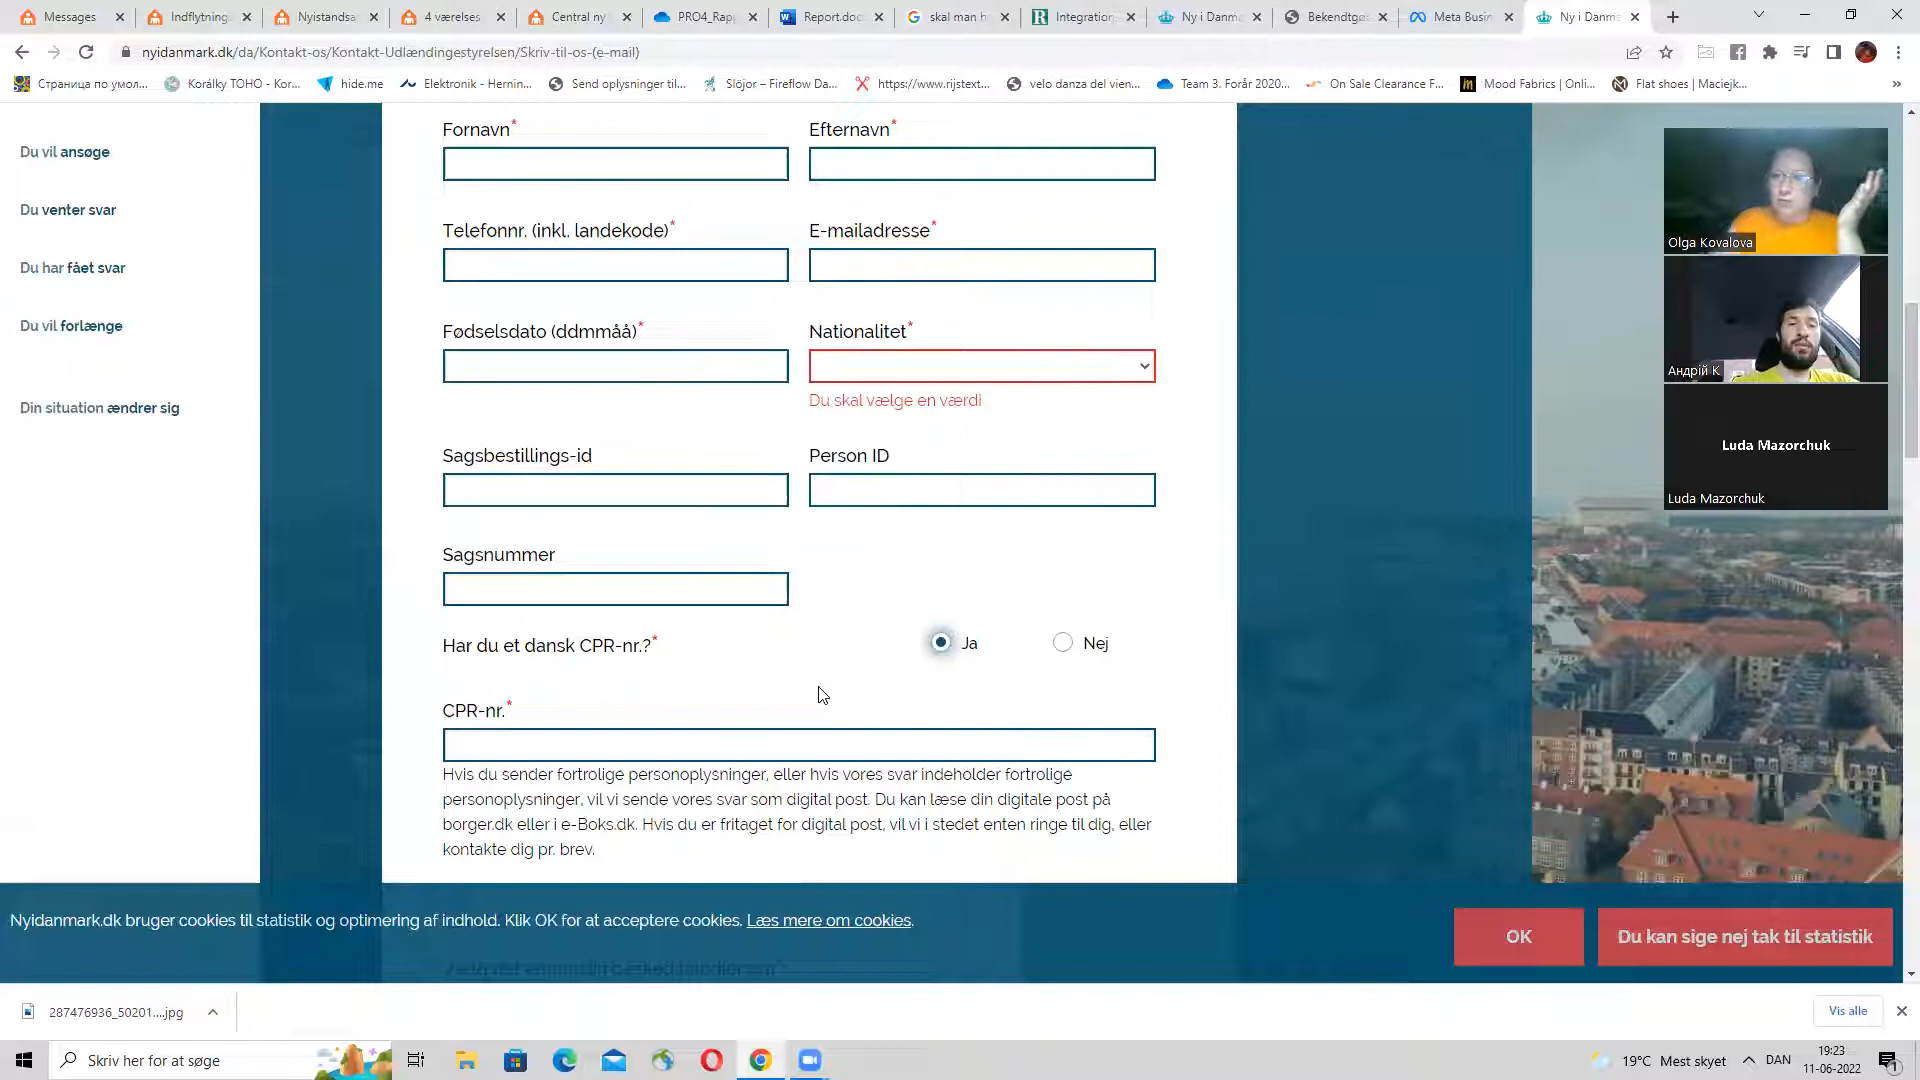 Messages
Indflytning
Nyistandsa
4 værelses
Central ny
PRO4_Rap
Report.doc
skal man h
Integration
Ny i Danm
Bekendtgø
Meta Busin
Ny i Danm
nyidanmark.dk/da/Kontakt-os/Kontakt-Udlændingestyrelsen/Skriv-til-os-(e-mail)
Страница по умол...
Korálky TOHO - Kor...
hide.me
Elektronik - Hernin...
Send oplysninger til...
Slöjor – Fireflow Da...
https://www.rijstext...
velo danza del vien...
Team 3. Forår 2020...
On Sale Clearance F...
Mood Fabrics | Onli...
Flat shoes | Maciejk...
»
Du vil ansøge
Du venter svar
Du har fået svar
Du vil forlænge
Din situation ændrer sig
Fornavn*
Efternavn*
Telefonnr. (inkl. landekode)*
E-mailadresse*
Fødselsdato (ddmmåå)*
Nationalitet*
Du skal vælge en værdi
Sagsbestillings-id
Person ID
Sagsnummer
Har du et dansk CPR-nr.?*
Ja
Nej
CPR-nr.*
Hvis du sender fortrolige personoplysninger, eller hvis vores svar indeholder fortrolige
personoplysninger, vil vi sende vores svar som digital post. Du kan læse din digitale post på
borger.dk eller i e-Boks.dk. Hvis du er fritaget for digital post, vil vi i stedet enten ringe til dig, eller
kontakte dig pr. brev.
Olga Kovalova
Андрій К
Luda Mazorchuk
Luda Mazorchuk
Nyidanmark.dk bruger cookies til statistik og optimering af indhold. Klik OK for at acceptere cookies. Læs mere om cookies.
OK
Du kan sige nej tak til statistik
287476936_50201....jpg
Vis alle
Skriv her for at søge
19°C Mest skyet
DAN
19:23
11-06-2022
1